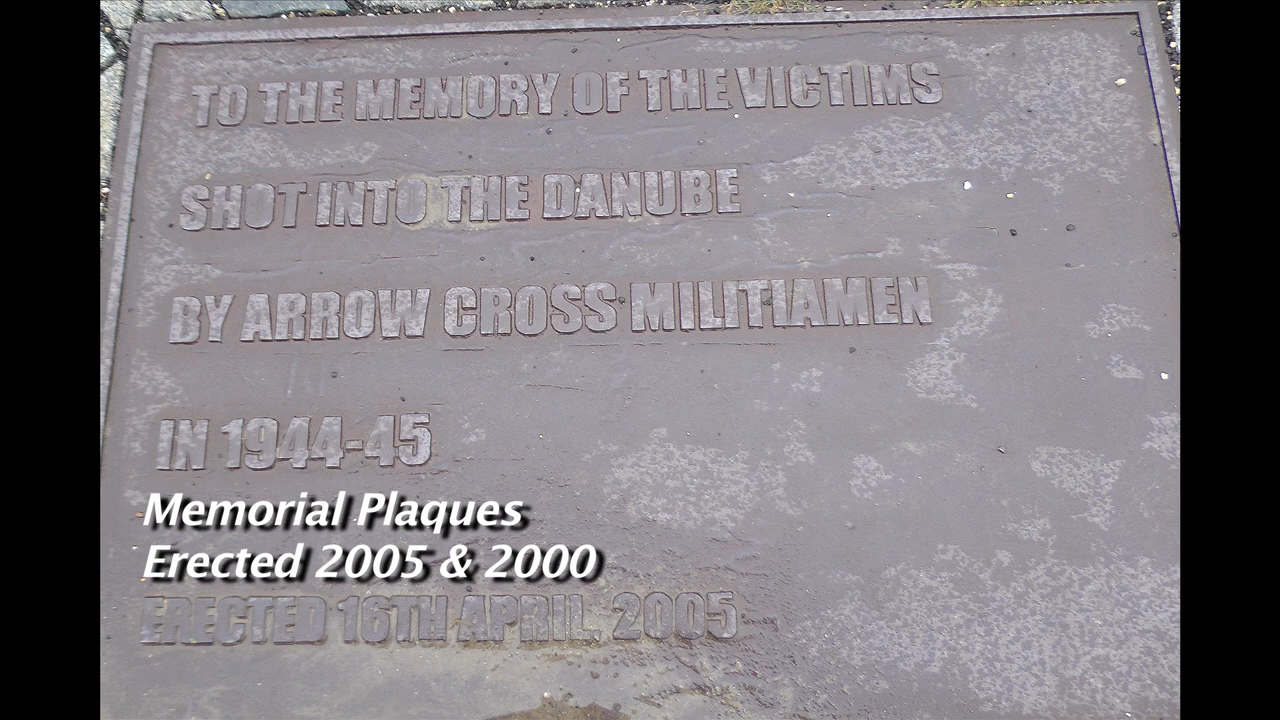 TO THE MEMORY OF THE VICTIMS
SHOT INTO THE DANUBE
BY ARROW CROSS MILITIAMEN
IN 1944-45
Memorial Plaques
Erected 2005 & 2000
ERECTED 16TH APRIL, 2005